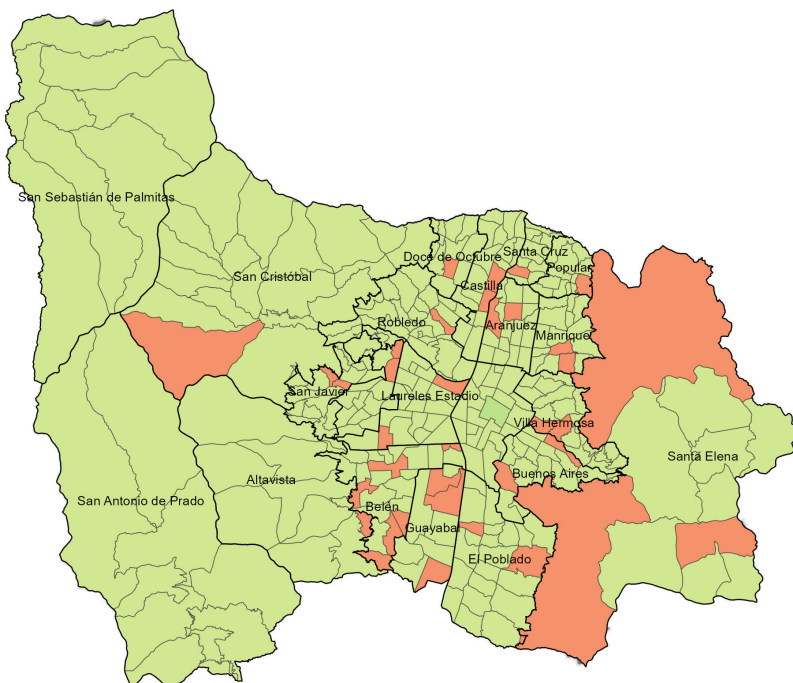 San Sebastián de Palmitas
San Cristóbal
Doce de Octubre
Santa Cruz
Popular
Castilla
Robledo
Aranjuez
Manrique
San Javier
Laureles Estadio
Villa Hermosa
Santa Elena
Buenos Aires
Altavista
San Antonio de Prado
Belén
Guayabal
El Poblado